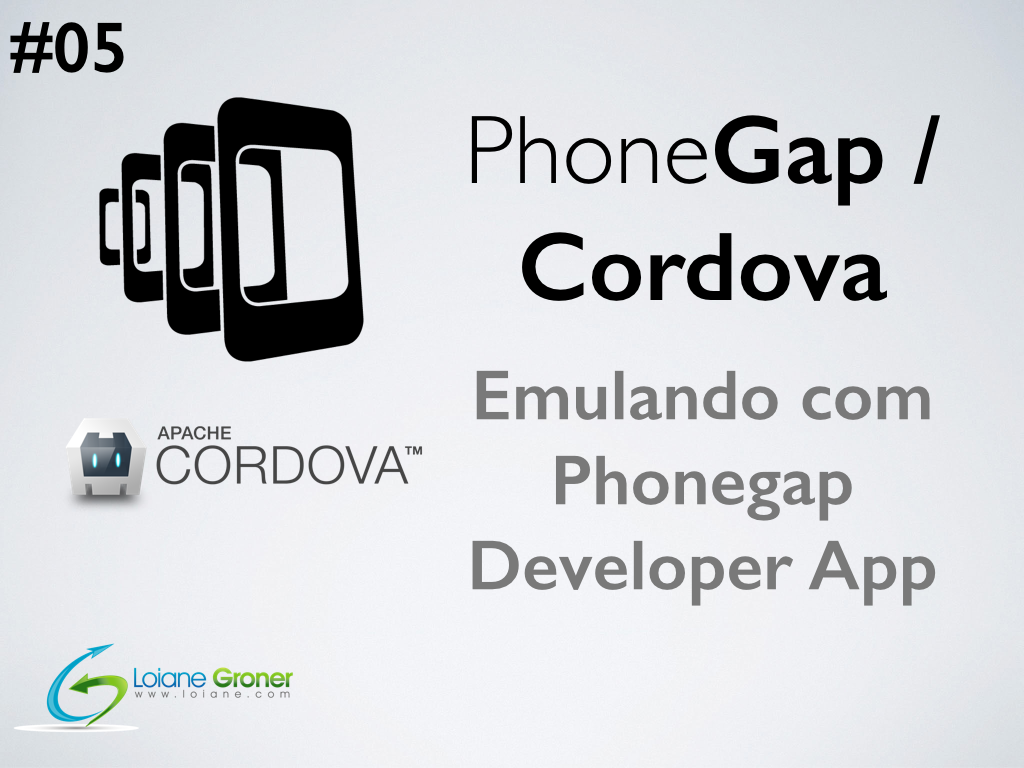 #05
PhoneGap /
Cordova
Emulando com
Phonegap
Developer App
APACHE
CORDOVA™
Loiane Groner
www.loiane.com